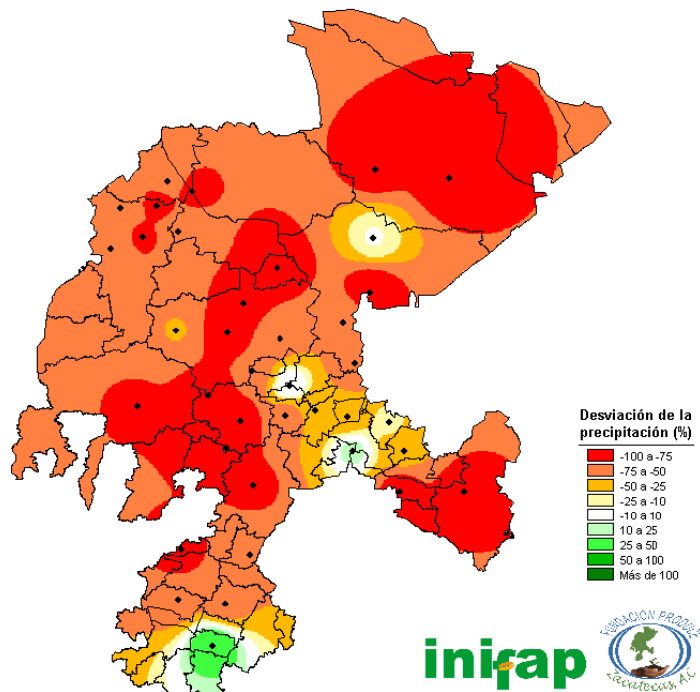 Desviación de la
precipitación (%)
-100 a -75
-75 a -50
-50 a -25
-25 a -10
-10 a 10
10 a 25
25 a 50
50 a 100
Más de 100
inifap
FUNDACION PRODUCE
Zacatecas, A.C.